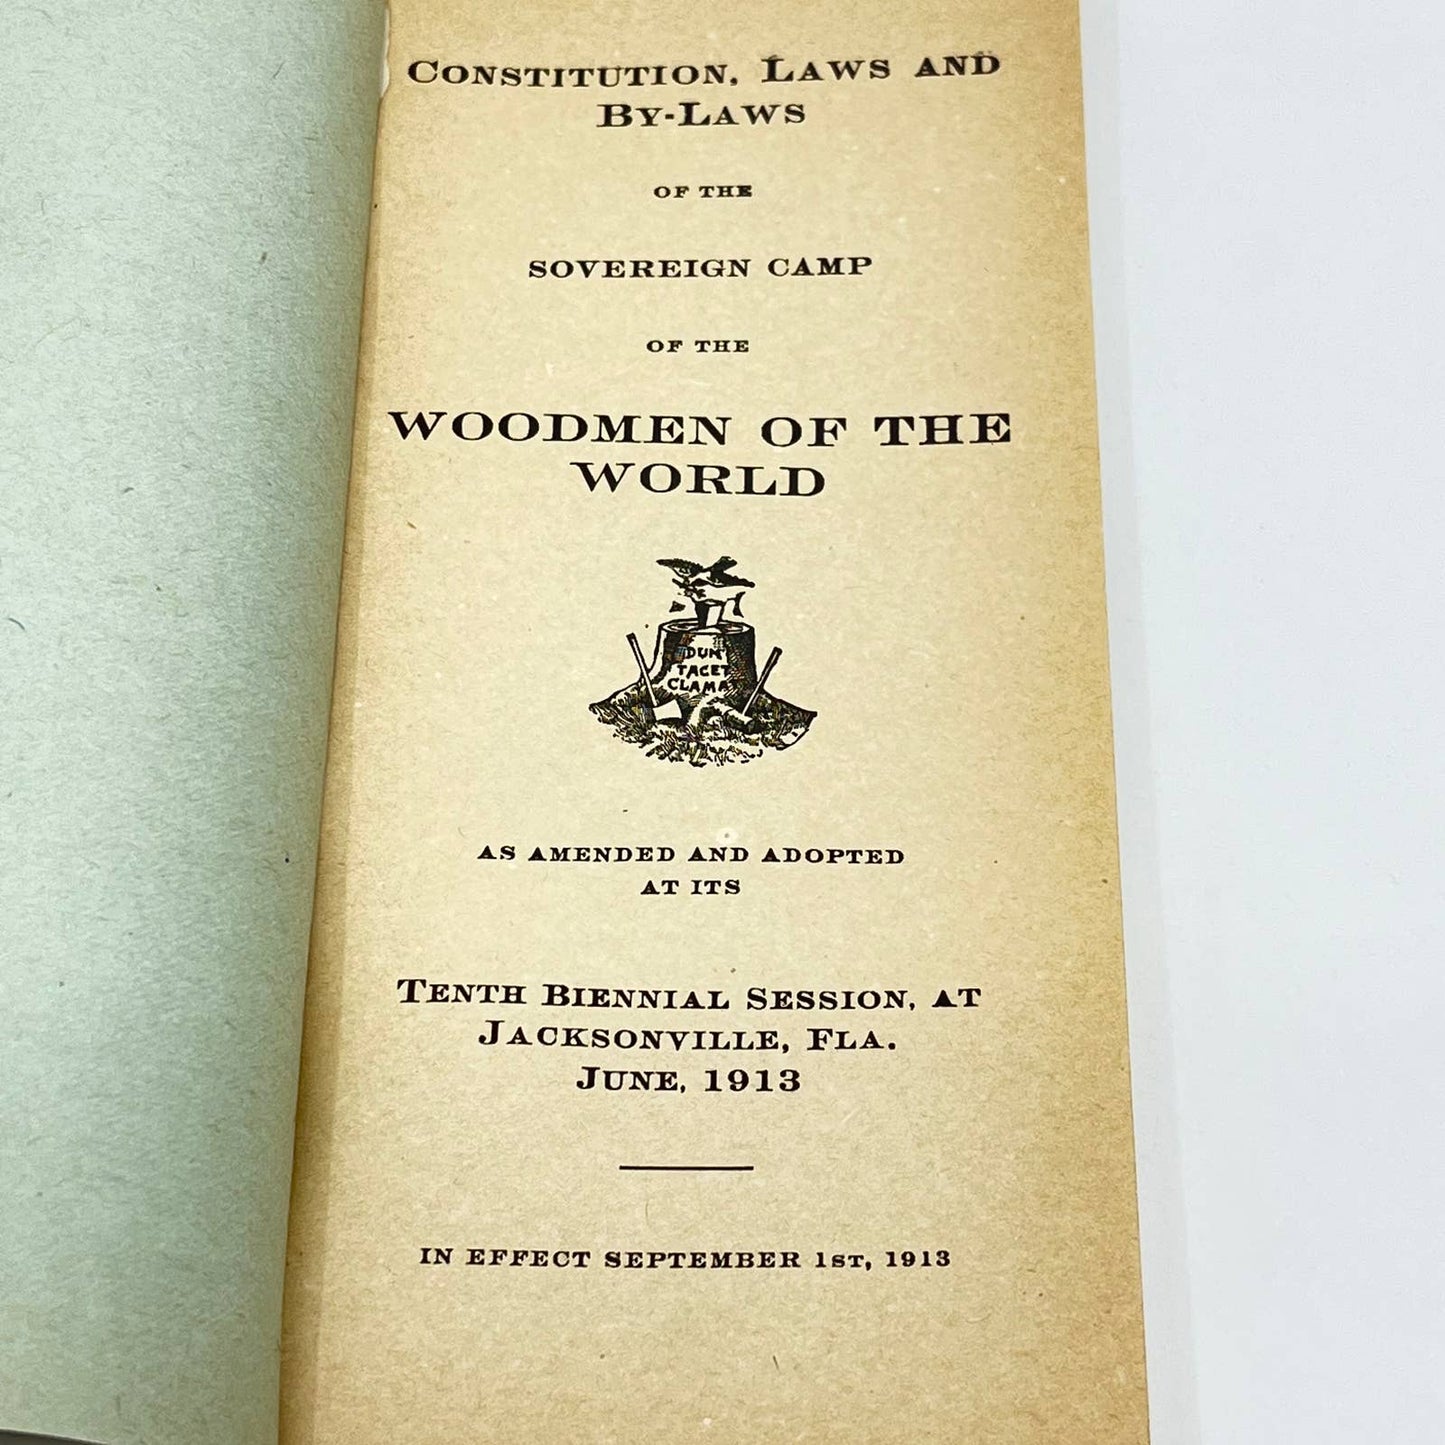 CONSTITUTION, LAWS AND
BY-LAWS
OF THE
SOVEREIGN CAMP
OF THE
WOODMEN OF THE
WORLD
DUM
TACET
CLAMAT
AS AMENDED AND ADOPTED
AT ITS
TENTH BIENNIAL SESSION, AT
JACKSONVILLE, FLA.
JUNE, 1913
IN EFFECT SEPTEMBER 1ST, 1913